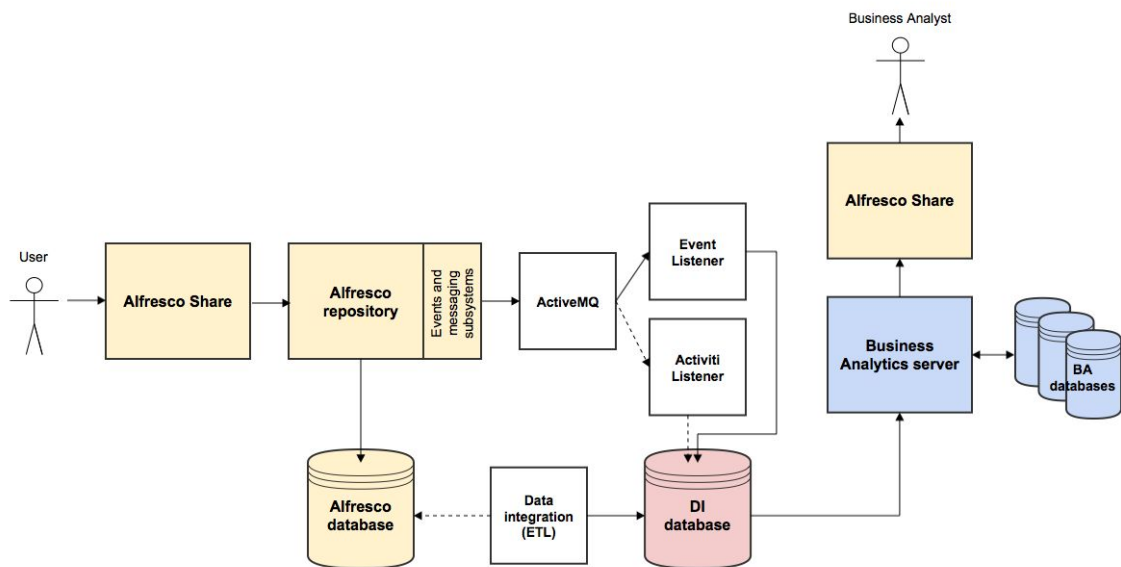 Business Analyst
Alfresco Share
User
Alfresco Share
Alfresco
repository
Events and
messaging
subsystems
ActiveMQ
Event
Listener
Activiti
Listener
Business
Analytics server
BA
databases
Alfresco
database
Data
integration
(ETL)
DI
database